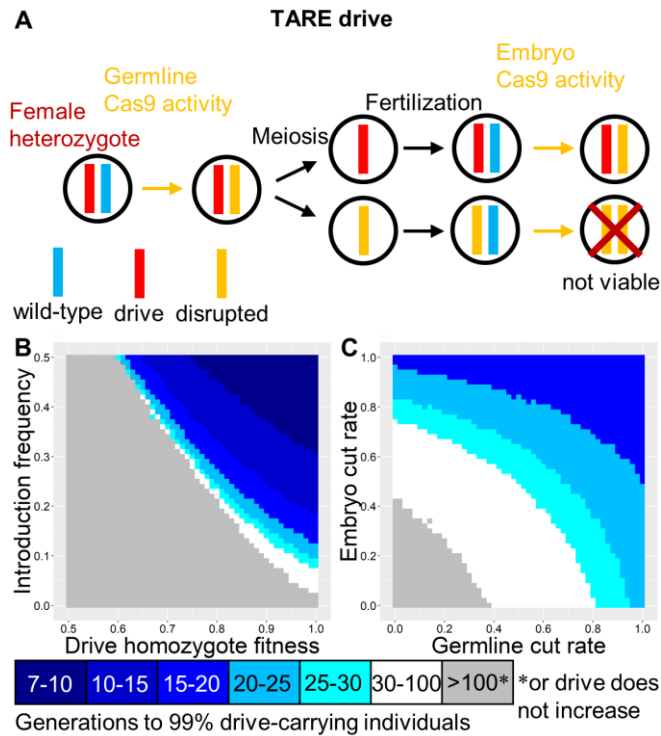 A
TARE drive
Germline
Cas9 activity
Embryo
Cas9 activity
Female
heterozygote
Meiosis
Fertilization
not viable
wild-type
drive
disrupted
B
Introduction frequency
0.5
0.4
0.3
0.2
0.1
0.0
0.5
0.6
0.7
0.8
0.9
1.0
Drive homozygote fitness
C
Embryo cut rate
1.0
0.8
0.6
0.4
0.2
0.0
0.0
0.2
0.4
0.6
0.8
1.0
Germline cut rate
7-10
10-15
15-20
20-25
25-30
30-100
>100*
*or drive does
not increase
Generations to 99% drive-carrying individuals